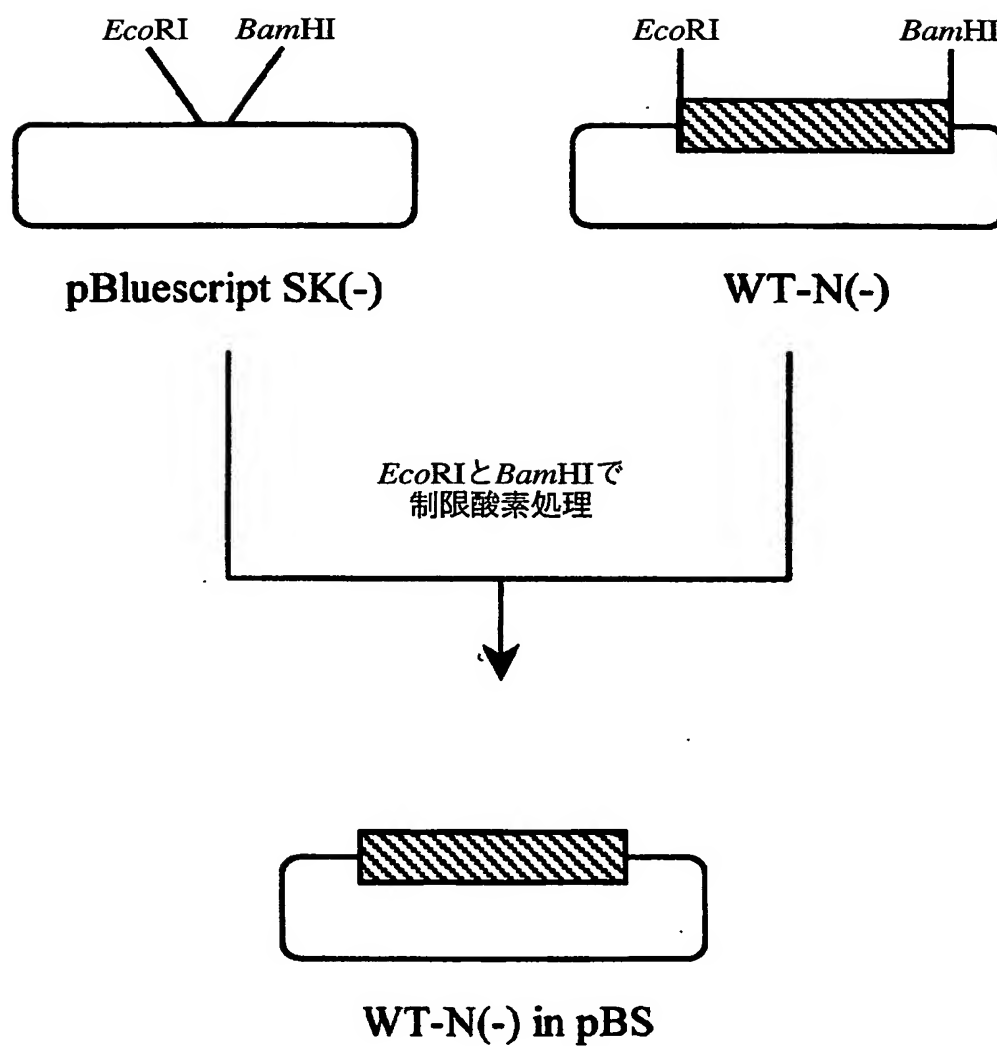 EcoRI BamHI
EcoRI BamHI
pBluescript SK(-)
WT-N(-)
EcoRIとBamHIで
制限酸素処理
WT-N(-) in pBS